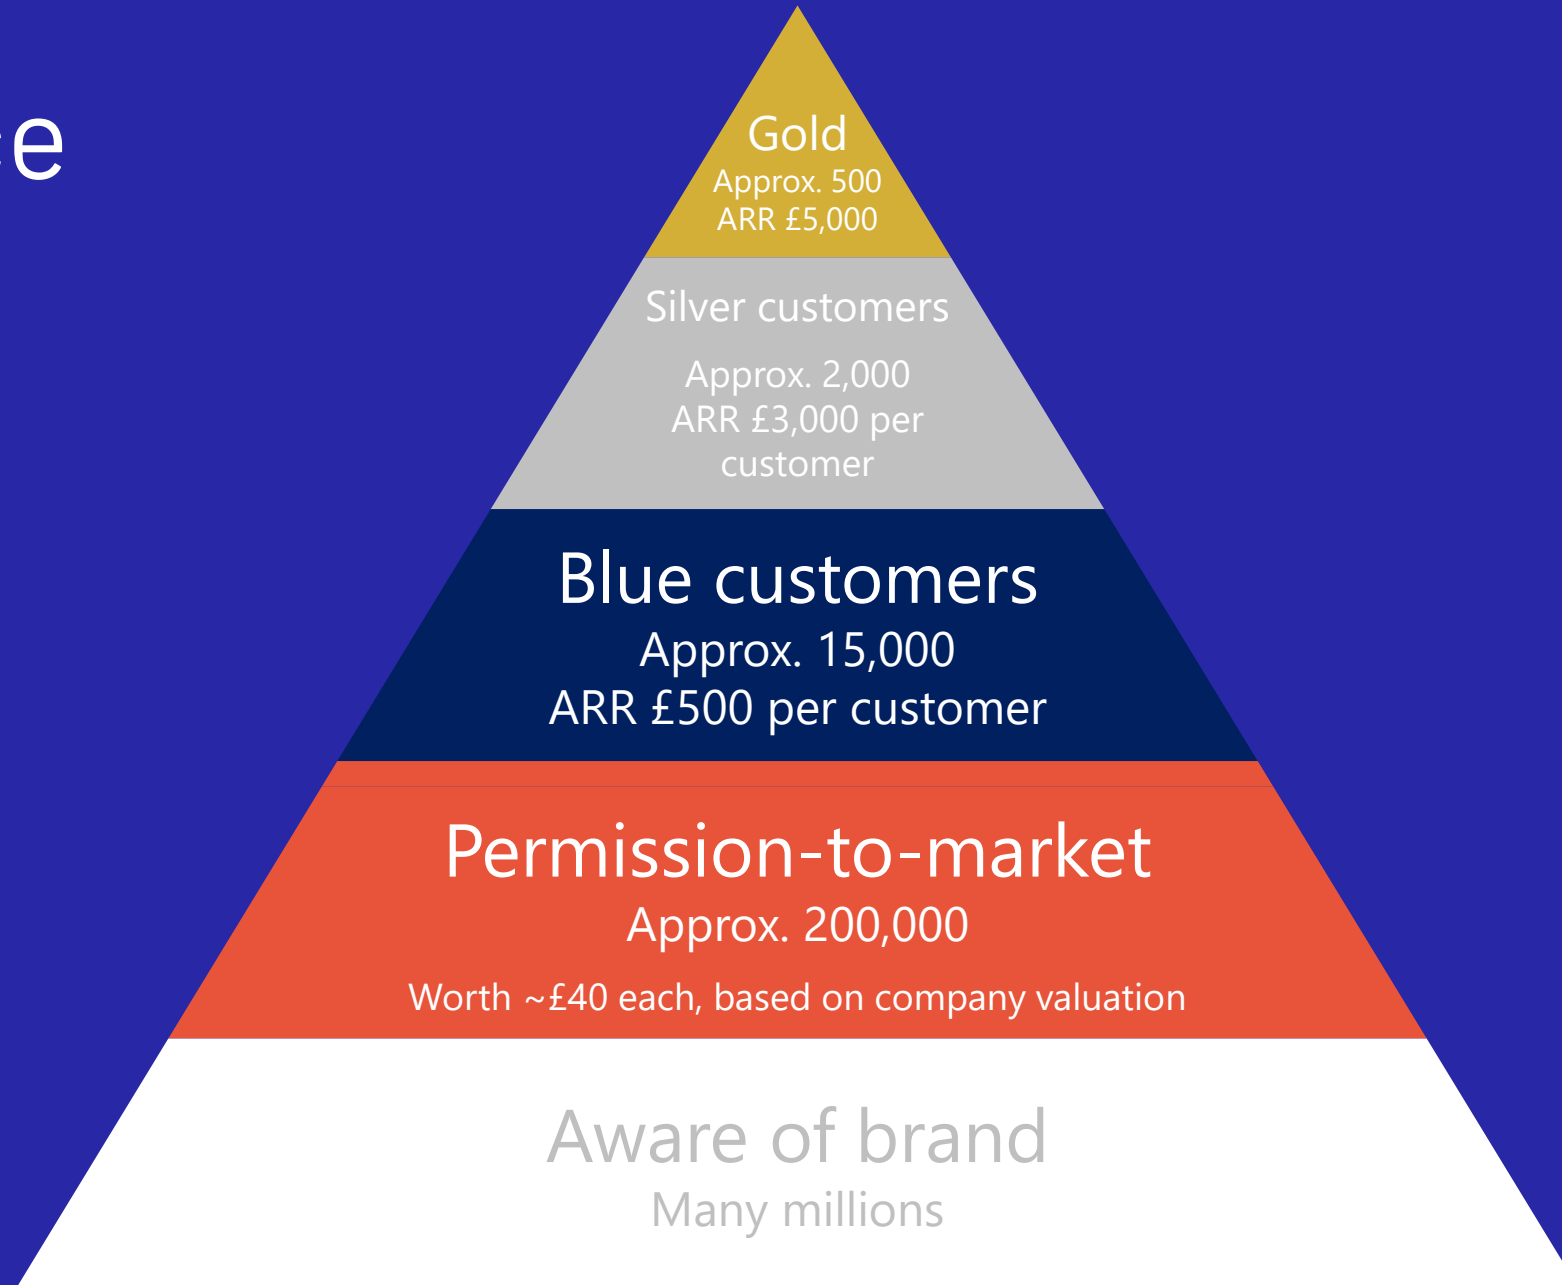 Gold
Approx. 500
ARR £5,000
Silver customers
Approx. 2,000
ARR £3,000 per
customer
Blue customers
Approx. 15,000
ARR £500 per customer
Permission-to-market
Approx. 200,000
Worth ~£40 each, based on company valuation
Aware of brand
Many millions